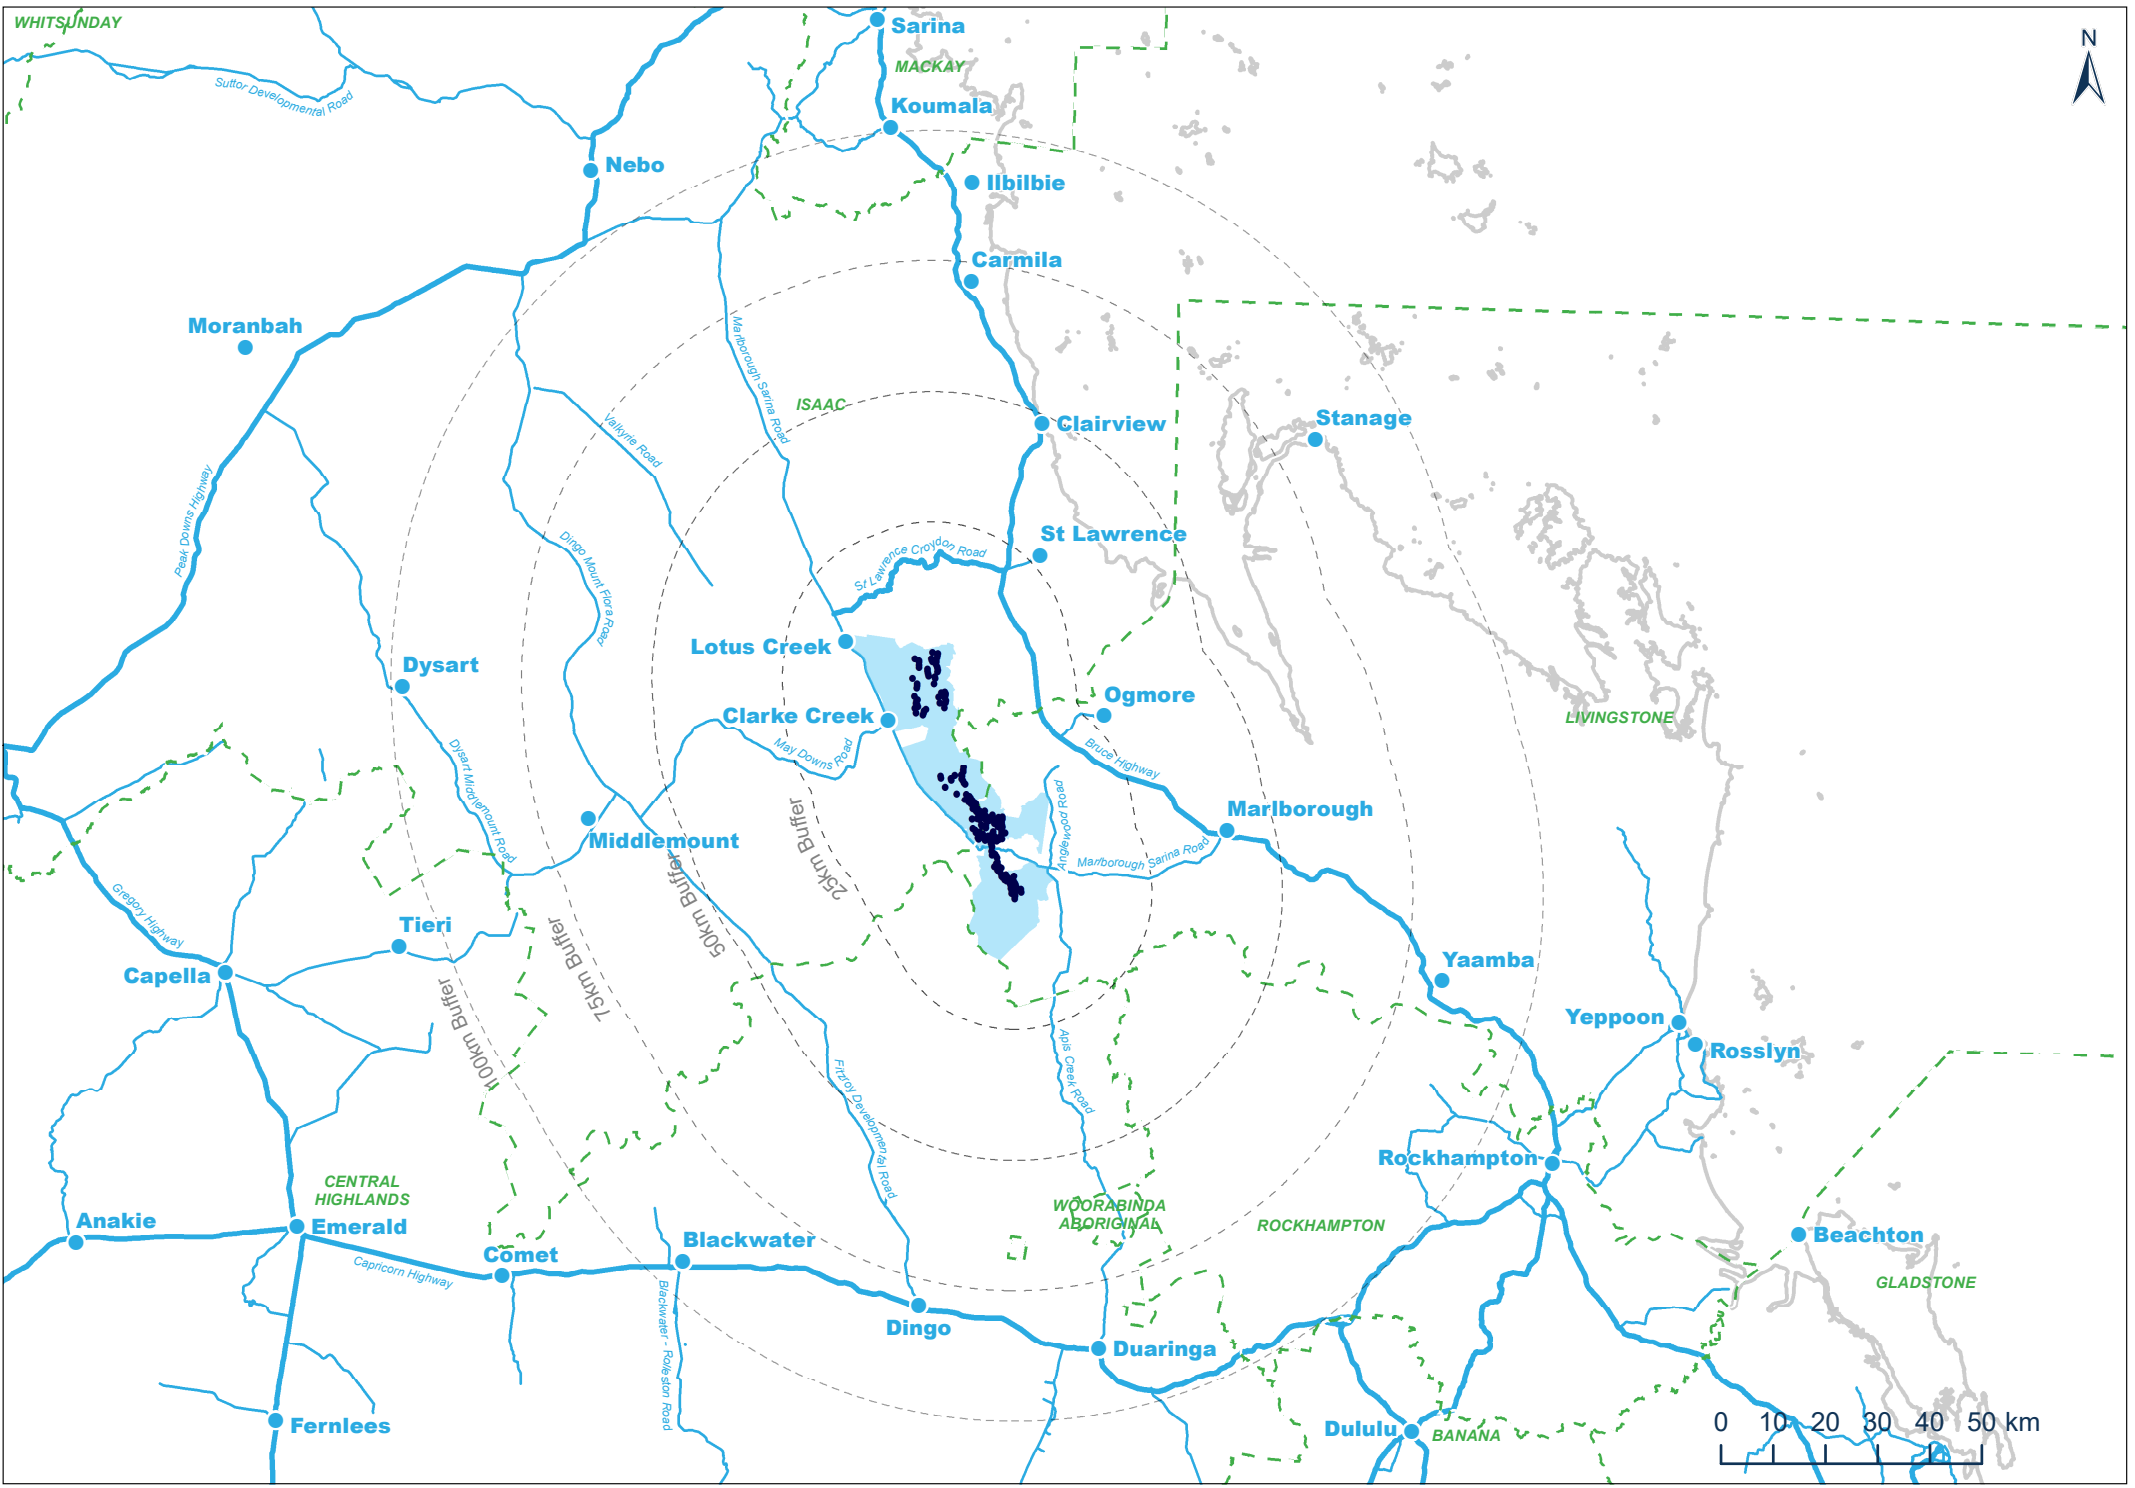 WHITSUNDAY
Sarina
N
MACKAY
Suttor Developmental Road
Koumala
Nebo
Ilbilbie
Carmila
Moranbah
Marlborough Sarina Road
ISAAC
Valkyrie Road
Clairview
Stanage
Peak Downs Highway
Dingo Mount Flora Road
St Lawrence Croydon Road
St Lawrence
Lotus Creek
Dysart
Ogmore
Clarke Creek
LIVINGSTONE
May Downs Road
Bruce Highway
Dysart Middlemount Road
Anglewood Road
Marlborough
Middlemount
Marlborough Sarina Road
25km Buffer
50km Buffer
Gregory Highway
Tieri
75km Buffer
Yaamba
Capella
100km Buffer
Yeppoon
Rosslyn
Apis Creek Road
Fitzroy Developmental Road
Rockhampton
CENTRAL
HIGHLANDS
WOORABINDA
ABORIGINAL
ROCKHAMPTON
Anakie
Emerald
Beachton
Blackwater
Comet
Capricorn Highway
GLADSTONE
Blackwater - Rolleston Road
Dingo
Duaringa
Fernlees
Dululu
BANANA
0 10 20 30 40 50 km